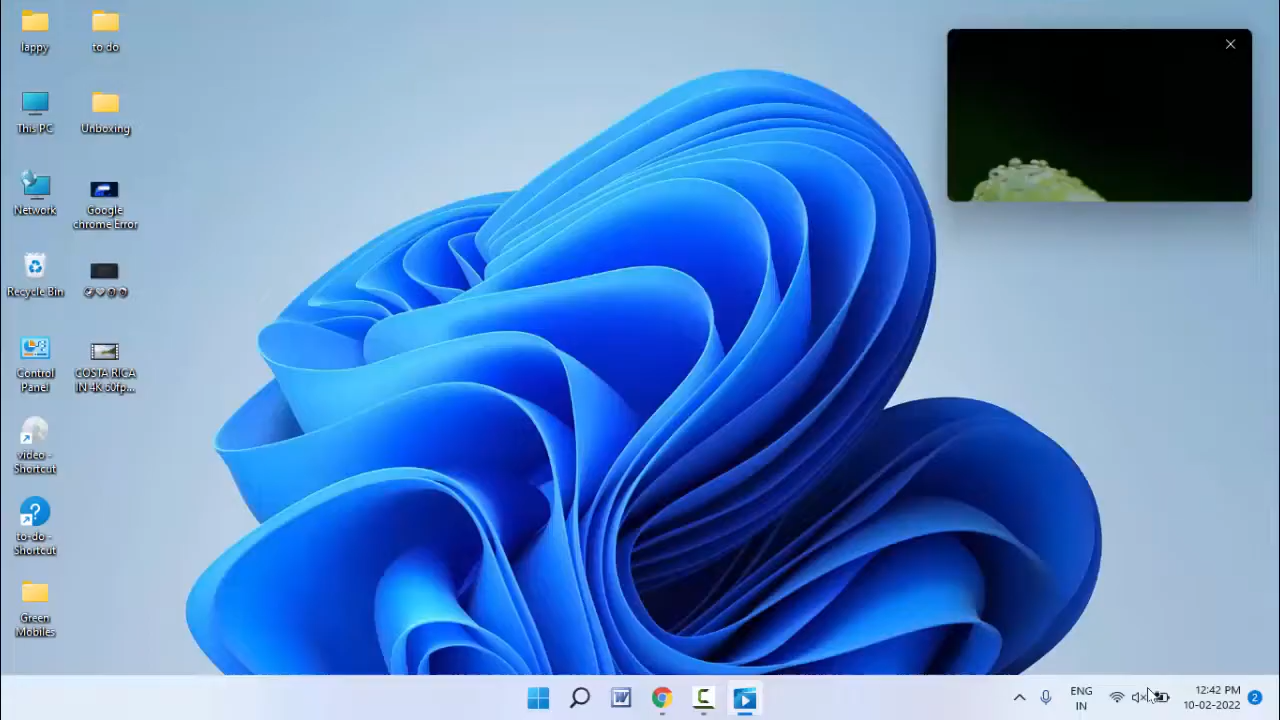 lappy
to do
This PC
Unboxing
Network
Google
chrome Error
Recycle Bin
Control
Panel
COSTA RICA
IN 4K 60fp...
video -
Shortcut
to-do -
Shortcut
Green
Mobiles
ENG
IN
12:42 PM
10-02-2022
2